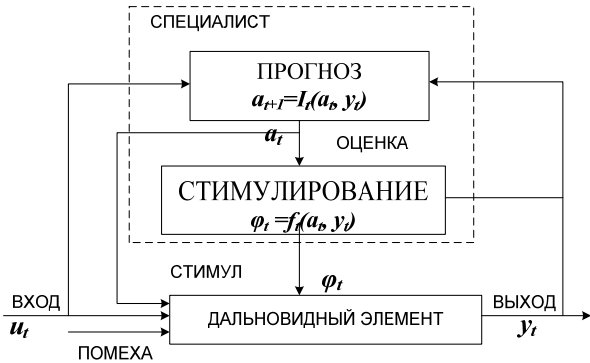 СПЕЦИАЛИСТ
ПРОГНОЗ
a_{t+1}=I_t(a_t, y_t)
a_t
ОЦЕНКА
СТИМУЛИРОВАНИЕ
φ_t =f_t(a_t, y_t)
СТИМУЛ
φ_t
ВХОД
u_t
ДАЛЬНОВИДНЫЙ ЭЛЕМЕНТ
ВЫХОД
y_t
ПОМЕХА